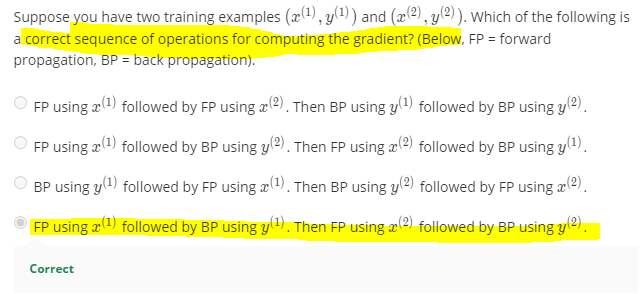 Suppose you have two training examples (x⁽¹⁾, y⁽¹⁾) and (x⁽²⁾, y⁽²⁾). Which of the following is
a correct sequence of operations for computing the gradient? (Below, FP = forward
propagation, BP = back propagation).
FP using x⁽¹⁾ followed by FP using x⁽²⁾. Then BP using y⁽¹⁾ followed by BP using y⁽²⁾.
FP using x⁽¹⁾ followed by BP using y⁽²⁾. Then FP using x⁽²⁾ followed by BP using y⁽¹⁾.
BP using y⁽¹⁾ followed by FP using x⁽¹⁾. Then BP using y⁽²⁾ followed by FP using x⁽²⁾.
FP using x⁽¹⁾ followed by BP using y⁽¹⁾. Then FP using x⁽²⁾ followed by BP using y⁽²⁾.
Correct